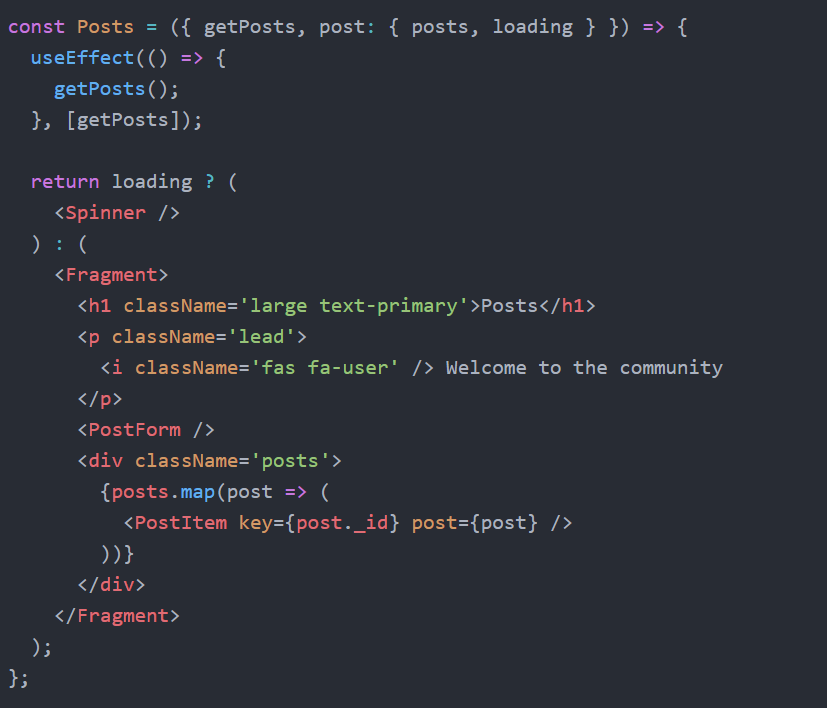 const Posts = ({ getPosts, post: { posts, loading } }) => {
  useEffect(() => {
    getPosts();
  }, [getPosts]);

  return loading ? (
    <Spinner />
  ) : (
    <Fragment>
      <h1 className='large text-primary'>Posts</h1>
      <p className='lead'>
        <i className='fas fa-user' /> Welcome to the community
      </p>
      <PostForm />
      <div className='posts'>
        {posts.map(post => (
          <PostItem key={post._id} post={post} />
        ))}
      </div>
    </Fragment>
  );
};